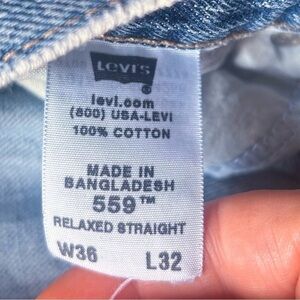 Levi's
®
levi.com
(800) USA-LEVI
100% COTTON
MADE IN
BANGLADESH
559™
RELAXED STRAIGHT
W36 L32